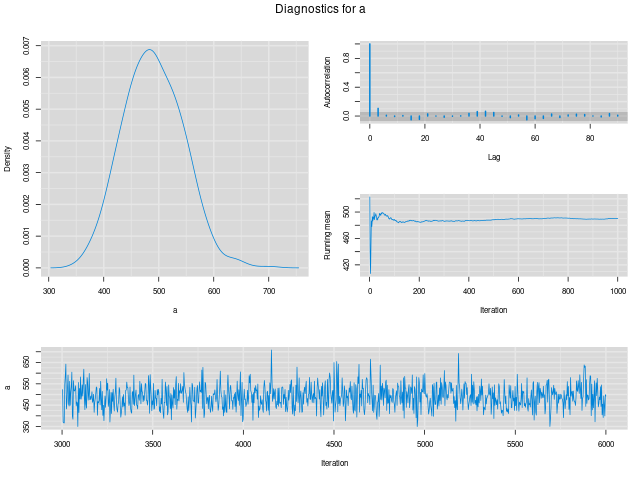 Diagnostics for a
Density
0.000 0.001 0.002 0.003 0.004 0.005 0.006 0.007
300 400 500 600 700
a
Autocorrelation
0.0 0.4 0.8
0 20 40 60 80
Lag
Running mean
420 460 500
0 200 400 600 800 1000
Iteration
a
350 450 550 650
3000 3500 4000 4500 5000 5500 6000
Iteration